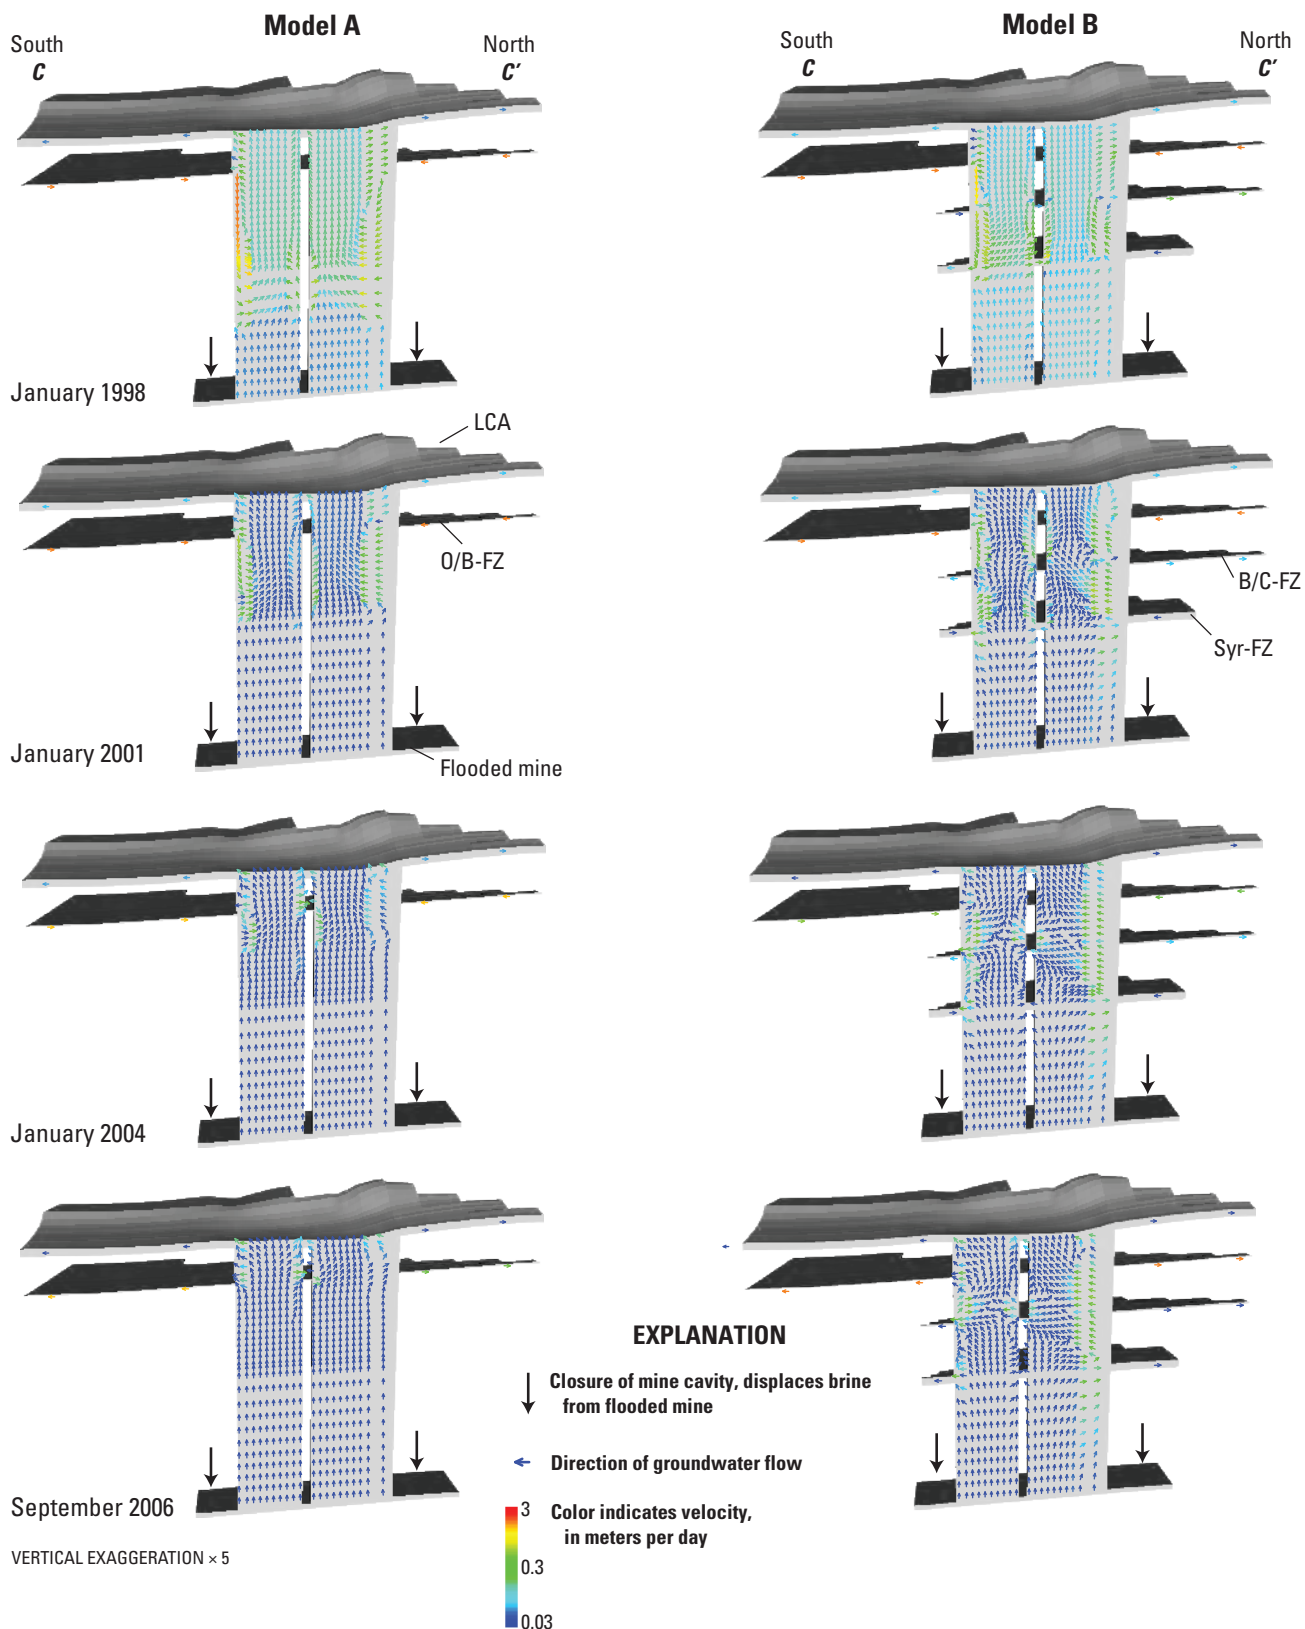 Model A
Model B
South
C
North
C′
South
C
North
C′
January 1998
LCA
O/B-FZ
B/C-FZ
Syr-FZ
January 2001
Flooded mine
January 2004
September 2006
VERTICAL EXAGGERATION × 5
EXPLANATION
Closure of mine cavity, displaces brine
from flooded mine
Direction of groundwater flow
3
Color indicates velocity,
in meters per day
0.3
0.03